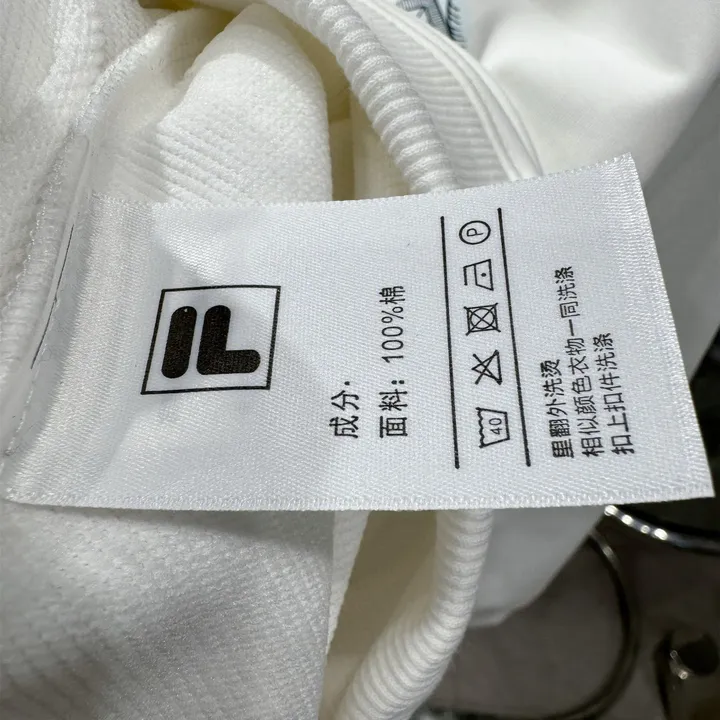 F
成分.
面料: 100%棉
40 P
里翻外洗烫
相似颜色衣物一同洗涤
扣上扣件洗涤